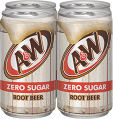 A&W A&W
ZERO SUGAR ZERO SUGAR
ROOT BEER ROOT BEER